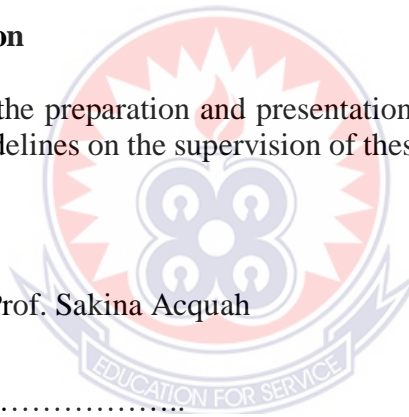 on
the preparation and presentation
delines on the supervision of thes
Prof. Sakina Acquah
………………..
EDUCATION FOR SERVICE